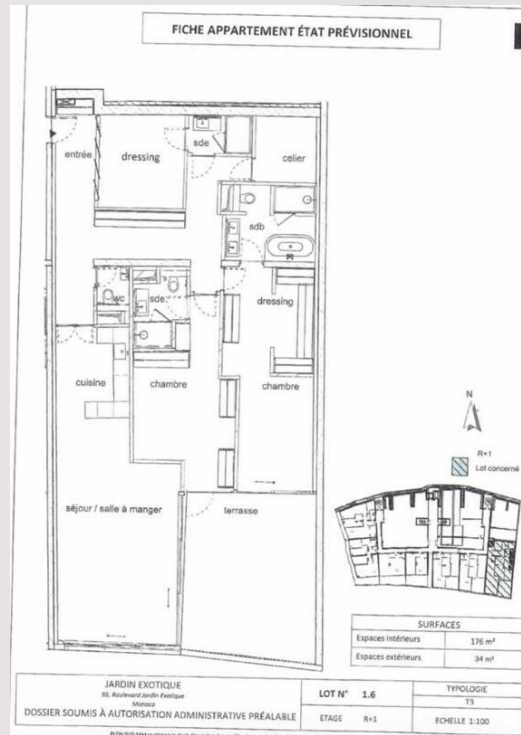 FICHE APPARTEMENT ÉTAT PRÉVISIONNEL
entrée
dressing
sde
celier
sdb
wc
sde
dressing
cuisine
chambre
chambre
séjour / salle à manger
terrasse
N
R+1
Lot concerné
SURFACES
Espaces intérieurs 176 m²
Espaces extérieurs 34 m²
JARDIN EXOTIQUE
Boulevard Jardin Exotique
Monaco
DOSSIER SOUMIS À AUTORISATION ADMINISTRATIVE PRÉALABLE
LOT N° 1.6
ETAGE R+1
TYPOLOGIE
T3
ECHELLE 1:100